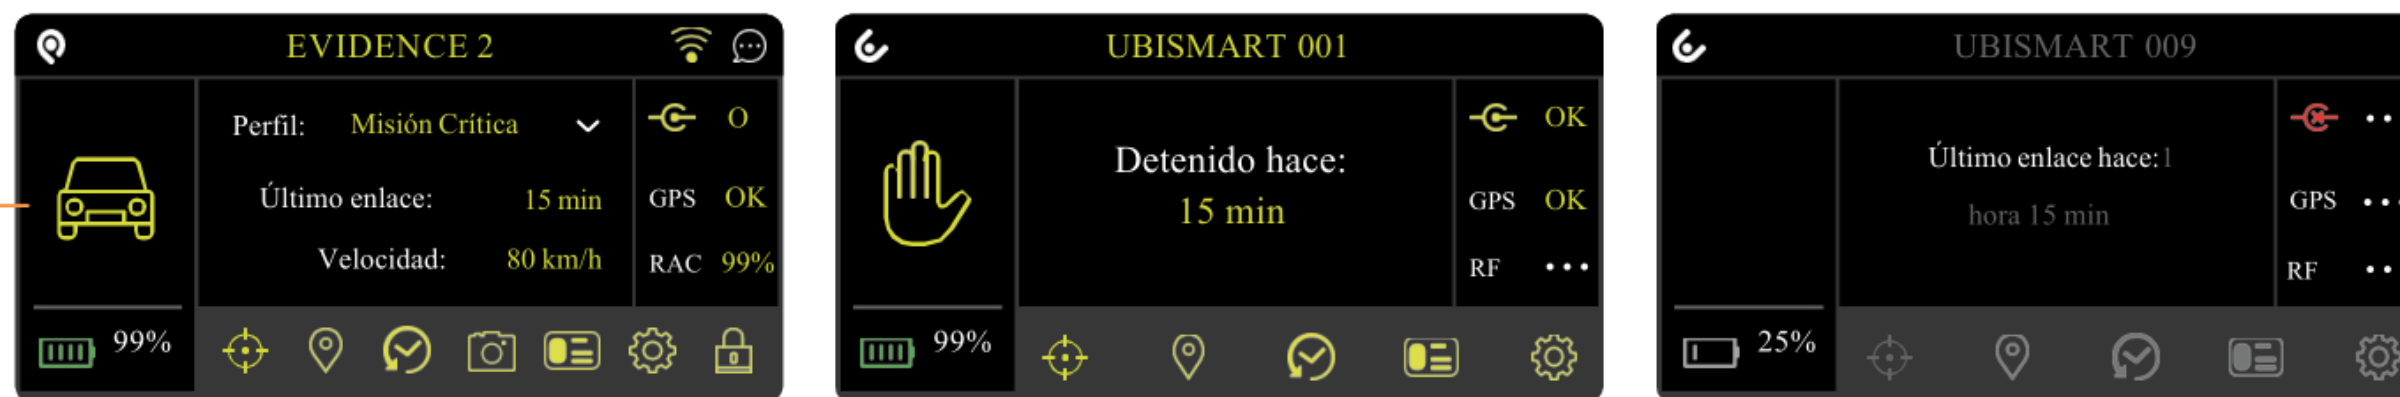 EVIDENCE 2
Perfil: Misión Crítica
O
Último enlace: 15 min
GPS OK
Velocidad: 80 km/h
RAC 99%
99%
UBISMART 001
OK
Detenido hace:
15 min
GPS OK
RF ...
99%
UBISMART 009
..
Último enlace hace:1
hora 15 min
GPS ...
RF ..
25%